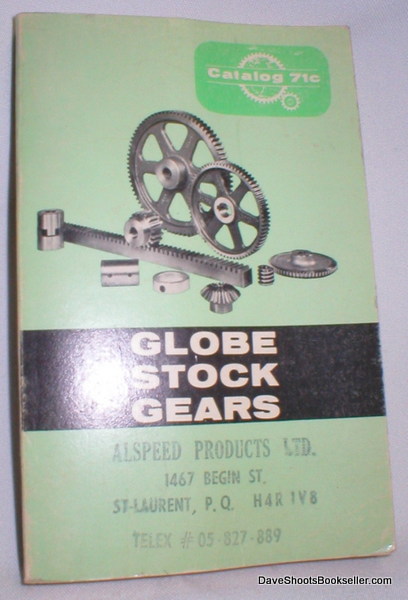 Catalog 71c
GLOBE
STOCK
GEARS
ALSPEED PRODUCTS LTD.
1467 BEGIN ST.
ST-LAURENT, P.Q. H4R 1V8
TELEX # 05-827-889
DaveShootsBookseller.com